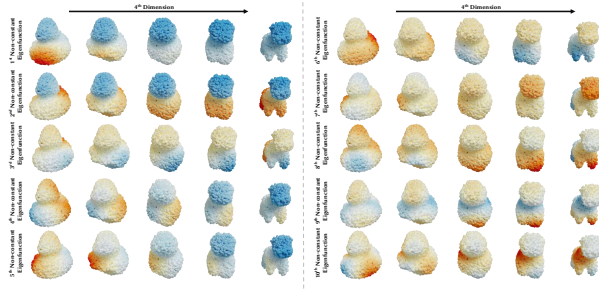 4th Dimension
1st Non-constant
Eigenfunction
2nd Non-constant
Eigenfunction
3rd Non-constant
Eigenfunction
4th Non-constant
Eigenfunction
5th Non-constant
Eigenfunction
4th Dimension
6th Non-constant
Eigenfunction
7th Non-constant
Eigenfunction
8th Non-constant
Eigenfunction
9th Non-constant
Eigenfunction
10th Non-constant
Eigenfunction